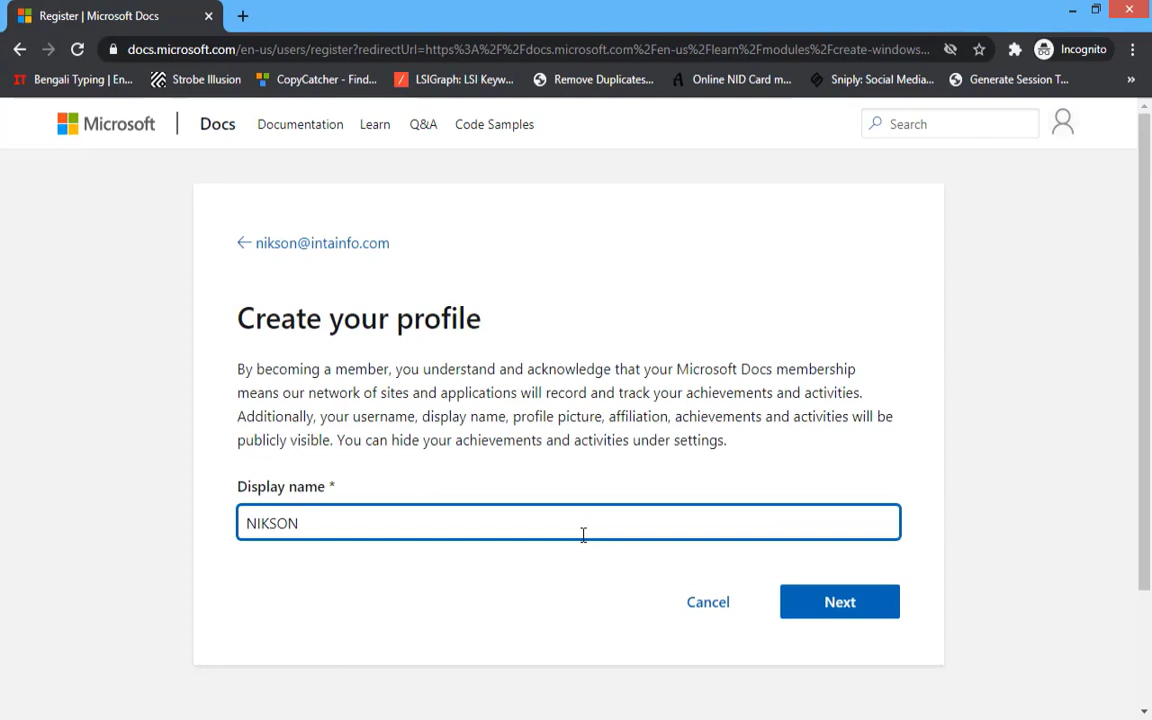 Register | Microsoft Docs
docs.microsoft.com/en-us/users/register?redirectUrl=https%3A%2F%2Fdocs.microsoft.com%2Fen-us%2Flearn%2Fmodules%2Fcreate-windows...
Incognito
IT Bengali Typing | En... Strobe Illusion CopyCatcher - Find... LSIGraph: LSI Keyw... Remove Duplicates... Online NID Card m... Sniply: Social Media... Generate Session T... »
Microsoft | Docs Documentation Learn Q&A Code Samples Search
← nikson@intainfo.com
Create your profile
By becoming a member, you understand and acknowledge that your Microsoft Docs membership
means our network of sites and applications will record and track your achievements and activities.
Additionally, your username, display name, profile picture, affiliation, achievements and activities will be
publicly visible. You can hide your achievements and activities under settings.
Display name *
NIKSON
Cancel Next